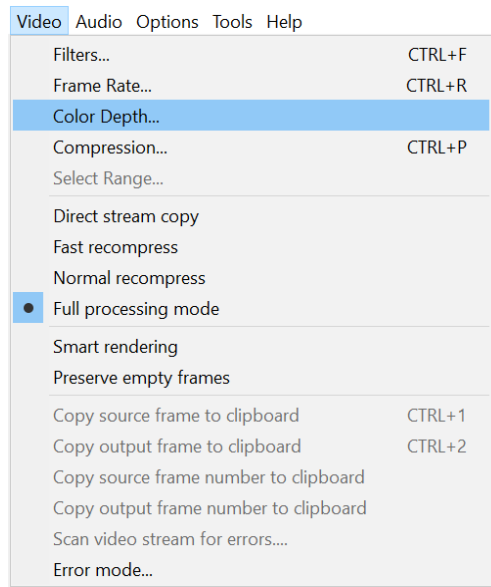 Video Audio Options Tools Help
Filters... CTRL+F
Frame Rate... CTRL+R
Color Depth...
Compression... CTRL+P
Select Range...
Direct stream copy
Fast recompress
Normal recompress
Full processing mode
Smart rendering
Preserve empty frames
Copy source frame to clipboard CTRL+1
Copy output frame to clipboard CTRL+2
Copy source frame number to clipboard
Copy output frame number to clipboard
Scan video stream for errors....
Error mode...